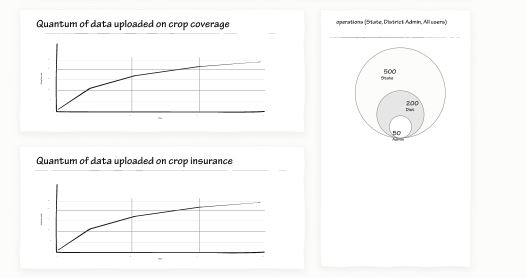 Quantum of data uploaded on crop coverage
Quantum of data uploaded on crop insurance
operations (State, District Admin, All users)
500
State
200
Dist
50
Admin